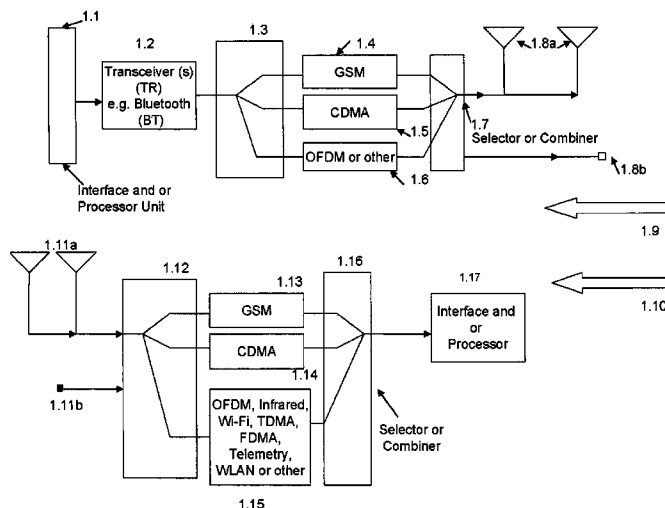 1.1
1.2
1.3
1.4
1.8a
Transceiver (s)
(TR)
e.g. Bluetooth
(BT)
GSM
CDMA
1.5
1.7
Selector or Combiner
OFDM or other
1.6
1.8b
Interface and or
Processor Unit
1.9
1.11a
1.12
1.13
1.16
1.17
1.10
GSM
Interface and
or
Processor
CDMA
1.14
1.11b
OFDM, Infrared,
Wi-Fi, TDMA,
FDMA,
Telemetry,
WLAN or other
Selector or
Combiner
1.15